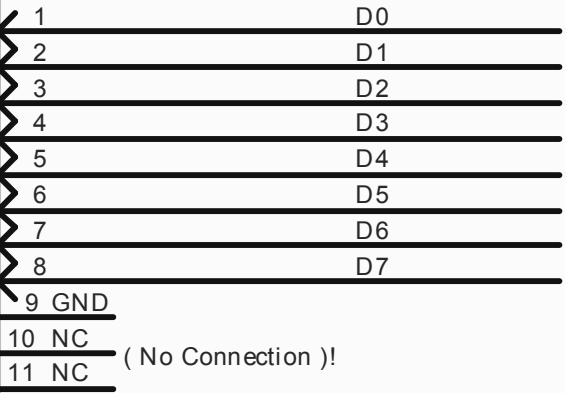 1 D0
2 D1
3 D2
4 D3
5 D4
6 D5
7 D6
8 D7
9 GND
10 NC
( No Connection )!
11 NC